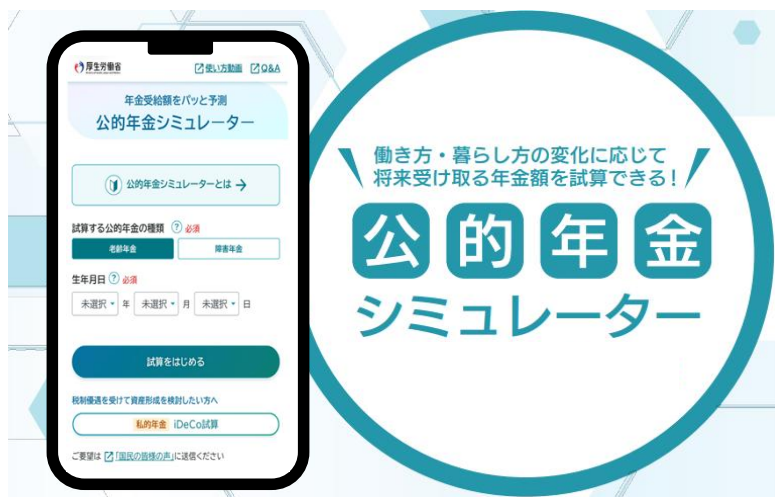 厚生労働省
使い方動画 Q&A
年金受給額をパッと予測
公的年金シミュレーター
公的年金シミュレーターとは →
試算する公的年金の種類 ? 必須
老齢年金 障害年金
生年月日 ? 必須
未選択 年 未選択 月 未選択 日
試算をはじめる
税制優遇を受けて資産形成を検討したい方へ
私的年金 iDeCo試算
ご要望は「国民の皆様の声」に送信ください
働き方・暮らし方の変化に応じて
将来受け取る年金額を試算できる!
公的年金
シミュレーター